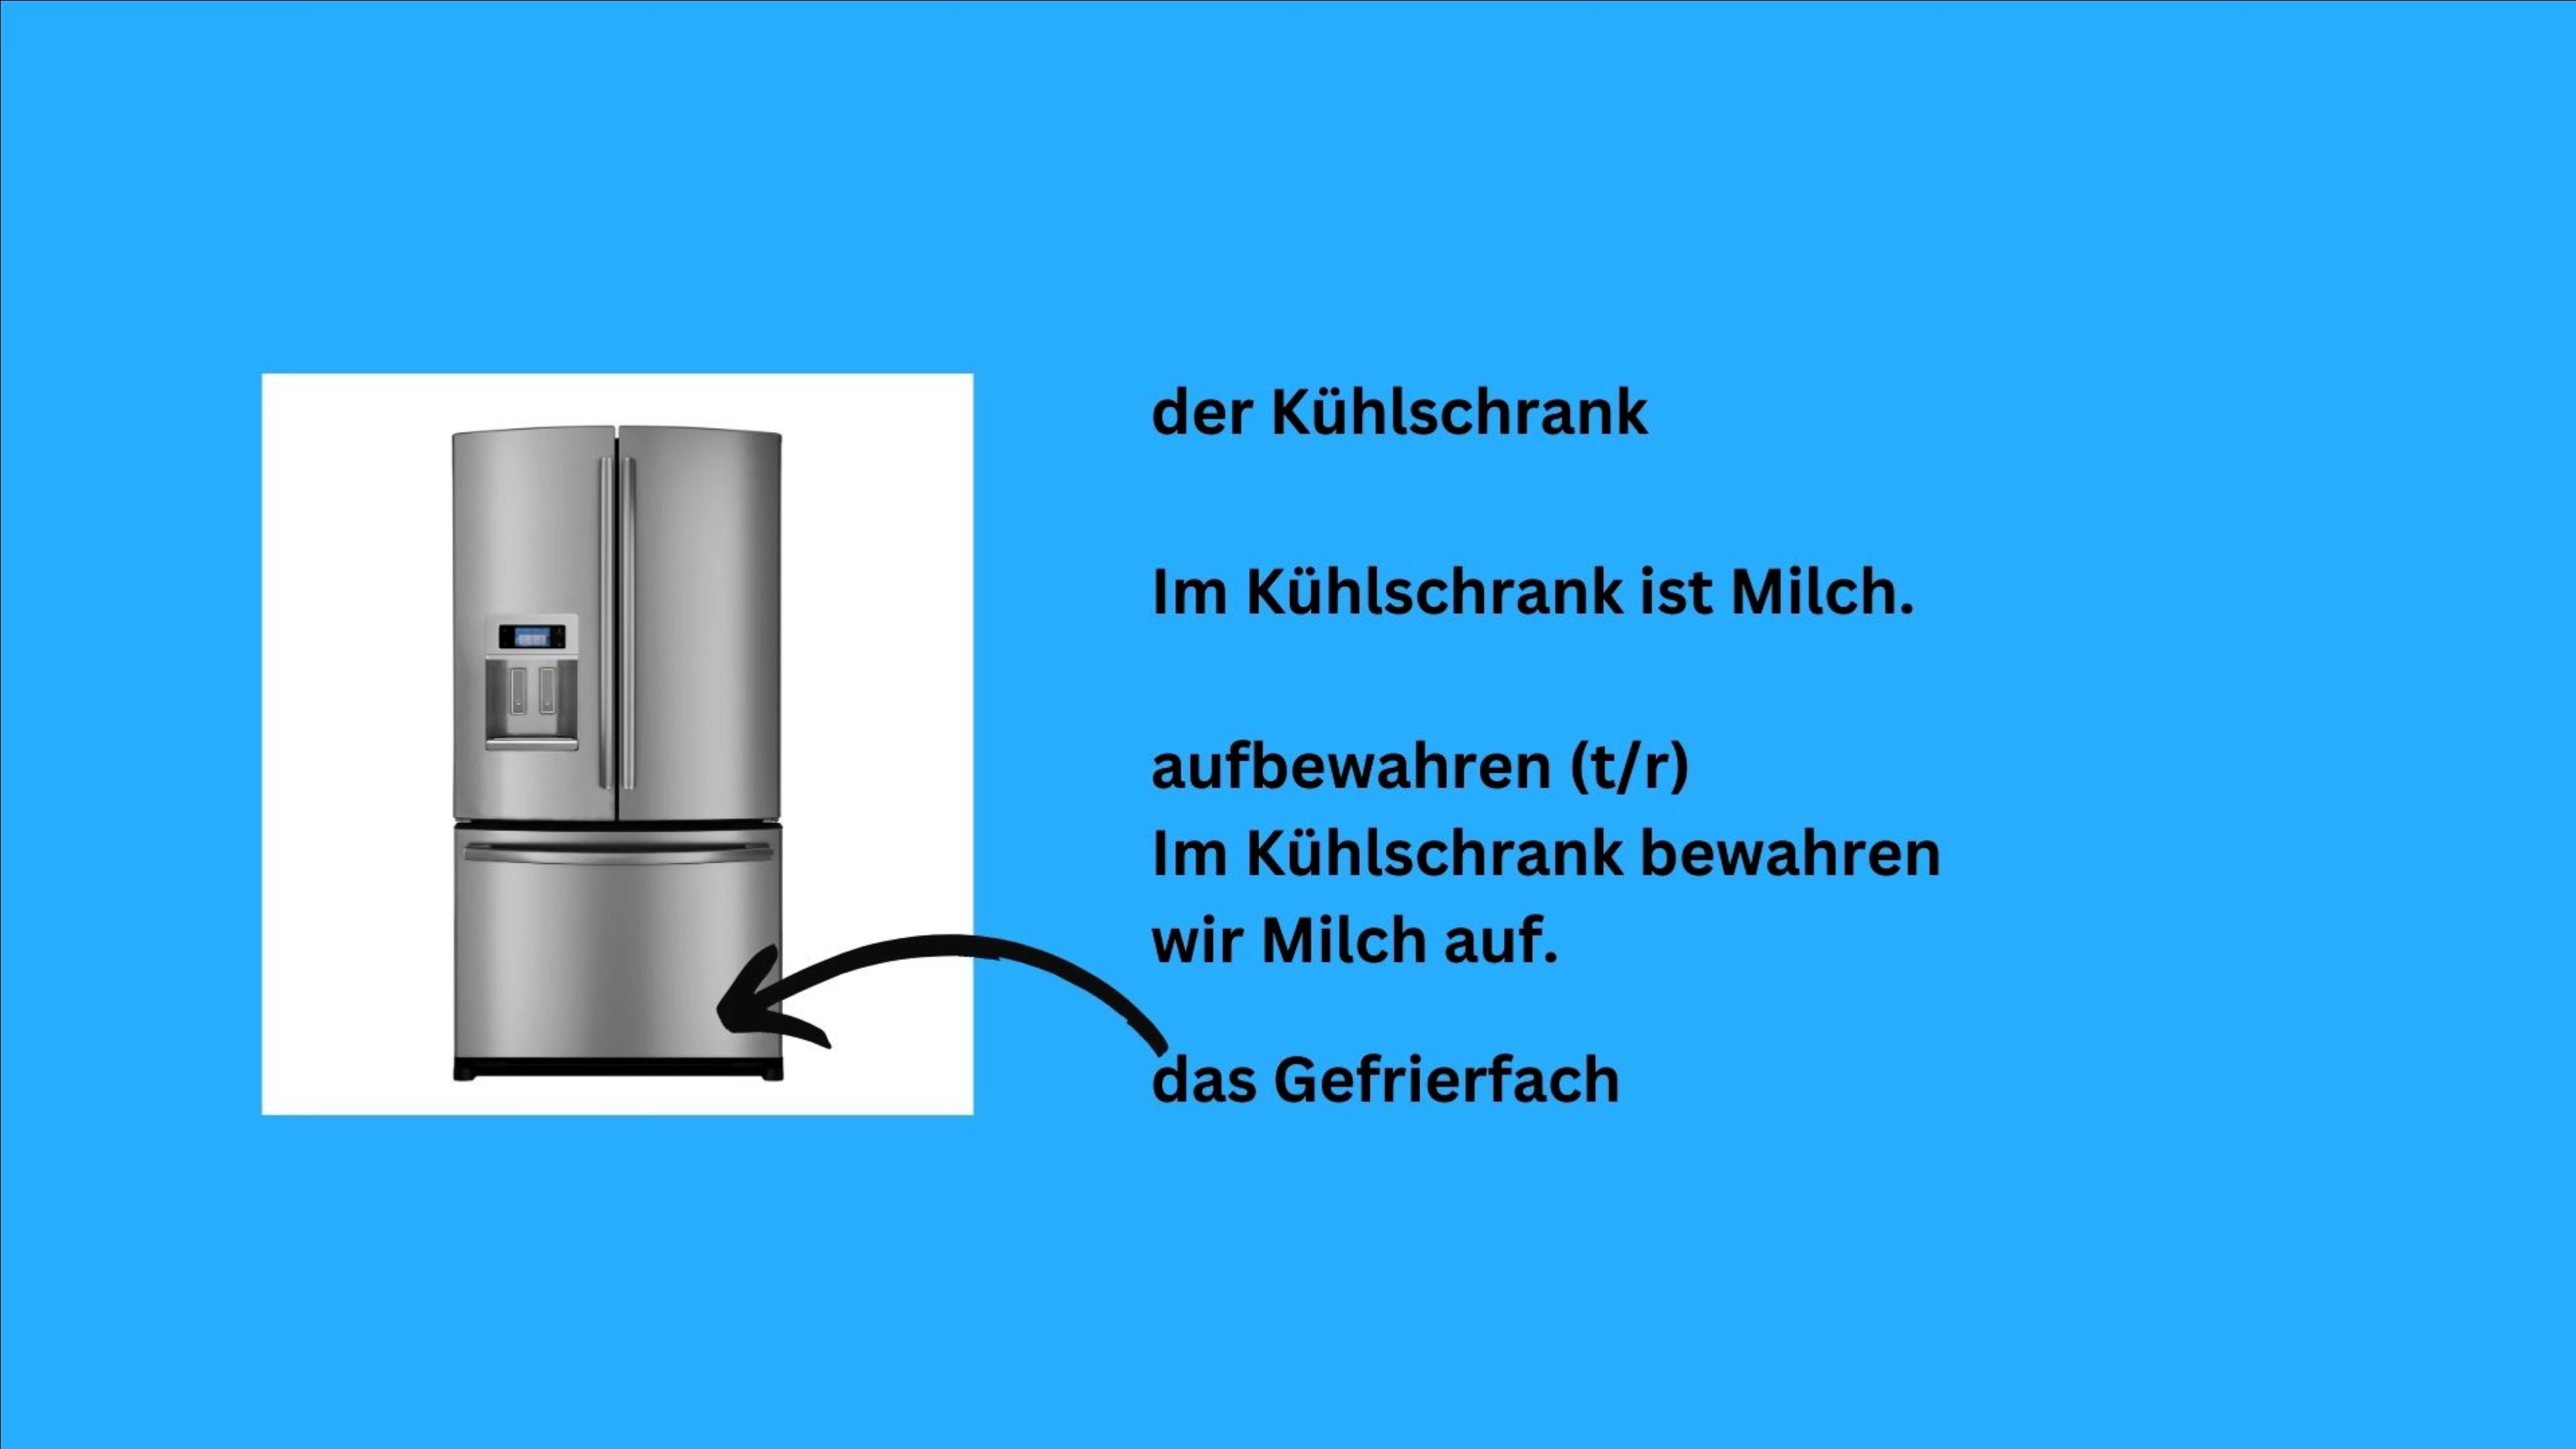 der Kühlschrank
Im Kühlschrank ist Milch.
aufbewahren (t/r)
Im Kühlschrank bewahren
wir Milch auf.
das Gefrierfach